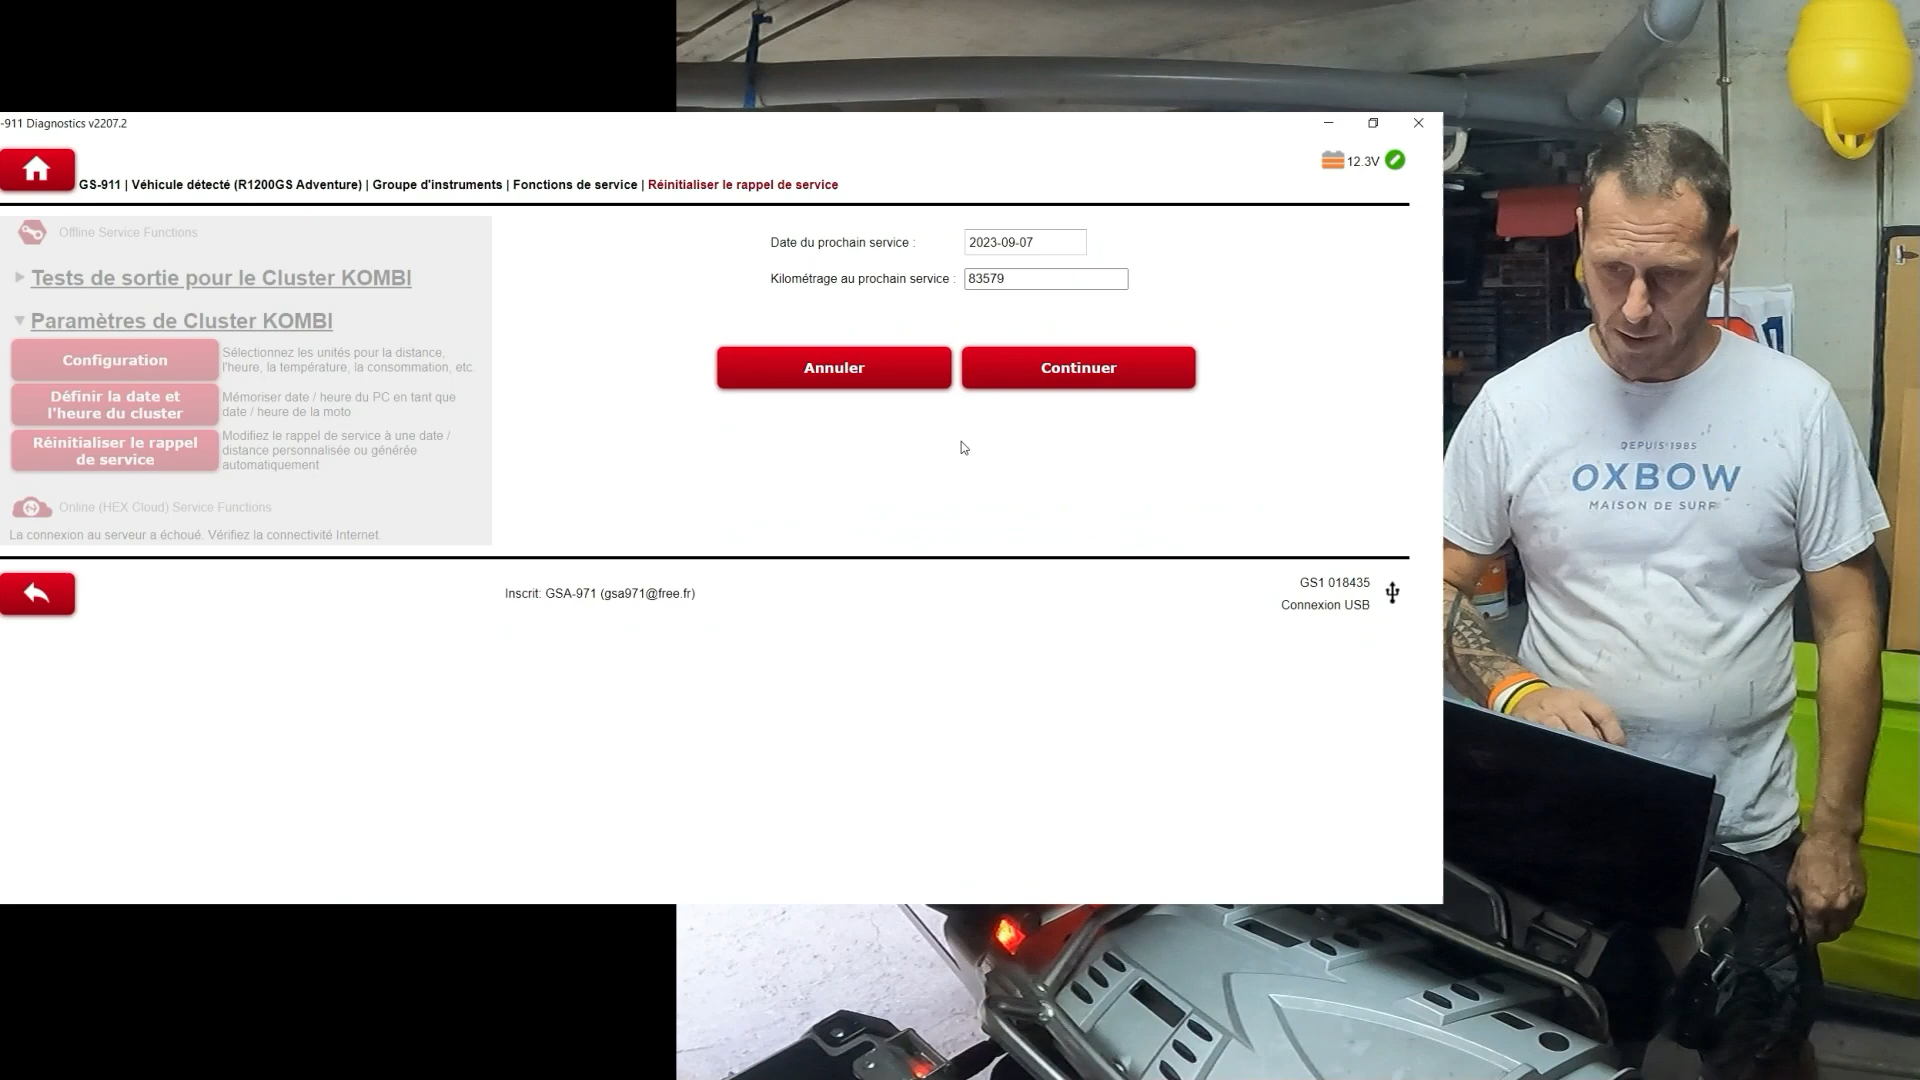 -911 Diagnostics v2207.2
12.3V
GS-911 | Véhicule détecté (R1200GS Adventure) | Groupe d'instruments | Fonctions de service | Réinitialiser le rappel de service
Offline Service Functions
Tests de sortie pour le Cluster KOMBI
Paramètres de Cluster KOMBI
Configuration
Sélectionnez les unités pour la distance,
l'heure, la température, la consommation, etc.
Définir la date et
l'heure du cluster
Mémoriser date / heure du PC en tant que
date / heure de la moto
Réinitialiser le rappel
de service
Modifiez le rappel de service à une date /
distance personnalisée ou générée
automatiquement
Online (HEX Cloud) Service Functions
La connexion au serveur a échoué. Vérifiez la connectivité Internet.
Date du prochain service :
2023-09-07
Kilométrage au prochain service :
83579
Annuler
Continuer
Inscrit: GSA-971 (gsa971@free.fr)
GS1 018435
Connexion USB
DEPUIS 1985
OXBOW
MAISON DE SURF